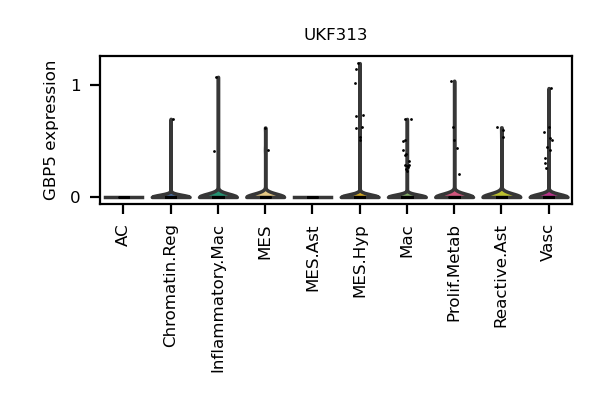 UKF313
GBP5 expression
1
0
AC
Chromatin.Reg
Inflammatory.Mac
MES
MES.Ast
MES.Hyp
Mac
Prolif.Metab
Reactive.Ast
Vasc